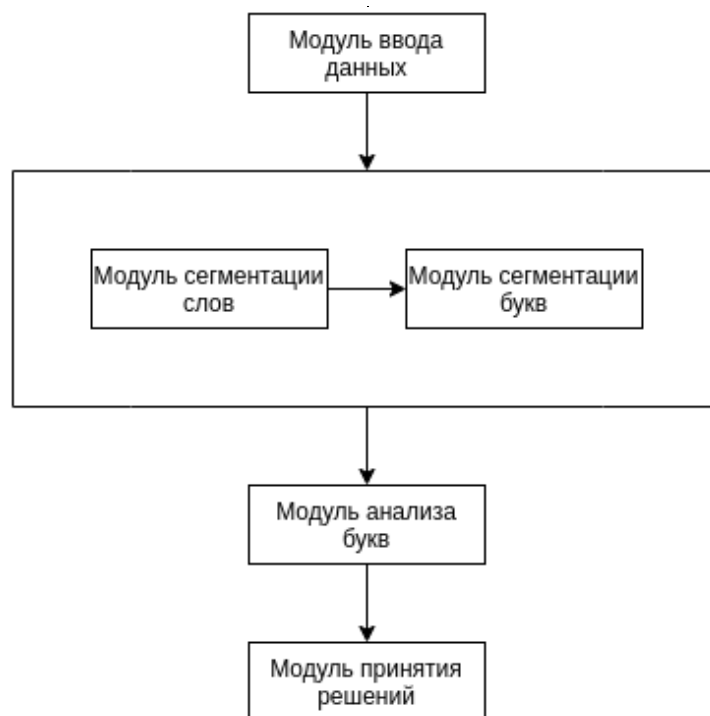 Модуль ввода
данных
Модуль сегментации
слов
Модуль сегментации
букв
Модуль анализа
букв
Модуль принятия
решений